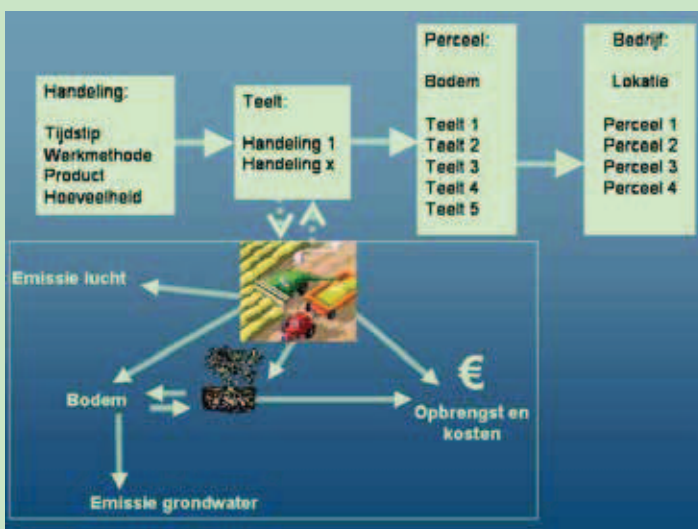 Handeling:
Tijdstip
Werkmethode
Product
Hoeveelheid
Teelt:
Handeling 1
Handeling x
Perceel:
Bodem
Teelt 1
Teelt 2
Teelt 3
Teelt 4
Teelt 5
Bedrijf:
Lokatie
Perceel 1
Perceel 2
Perceel 3
Perceel 4
Emissie lucht
Bodem
€
Opbrengst en
kosten
Emissie grondwater